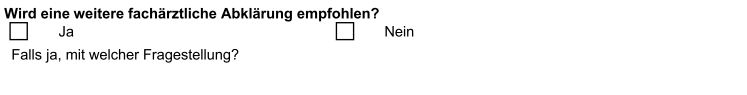 Wird eine weitere fachärztliche Abklärung empfohlen?
☐ Ja ☐ Nein
Falls ja, mit welcher Fragestellung?